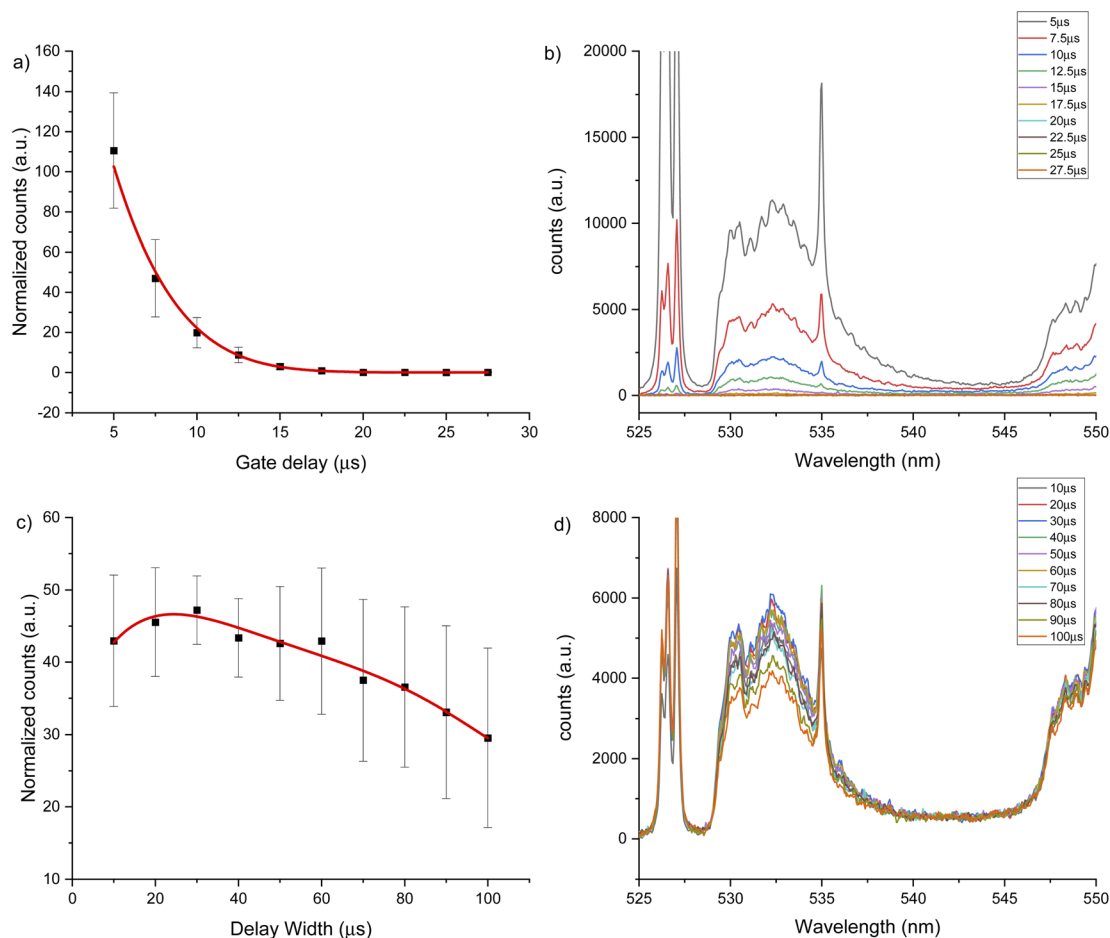 a)
160
140
120
100
80
60
40
20
0
-20
5
10
15
20
25
30
Normalized counts (a.u.)
Gate delay (μs)
b)
20000
15000
10000
5000
0
525
530
535
540
545
550
counts (a.u.)
Wavelength (nm)
5μs
7.5μs
10μs
12.5μs
15μs
17.5μs
20μs
22.5μs
25μs
27.5μs
c)
60
50
40
30
20
10
0
20
40
60
80
100
Normalized counts (a.u.)
Delay Width (μs)
d)
8000
6000
4000
2000
0
525
530
535
540
545
550
counts (a.u.)
Wavelength (nm)
10μs
20μs
30μs
40μs
50μs
60μs
70μs
80μs
90μs
100μs